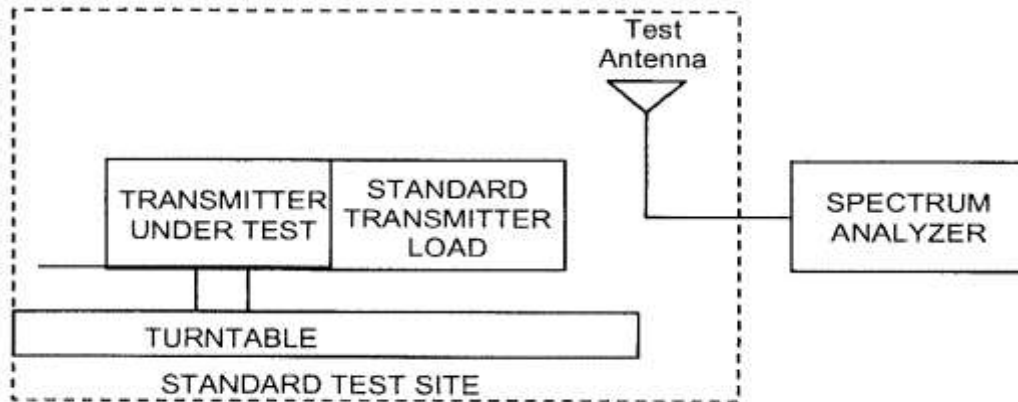 Test
Antenna
TRANSMITTER
UNDER TEST
STANDARD
TRANSMITTER
LOAD
SPECTRUM
ANALYZER
TURNTABLE
STANDARD TEST SITE